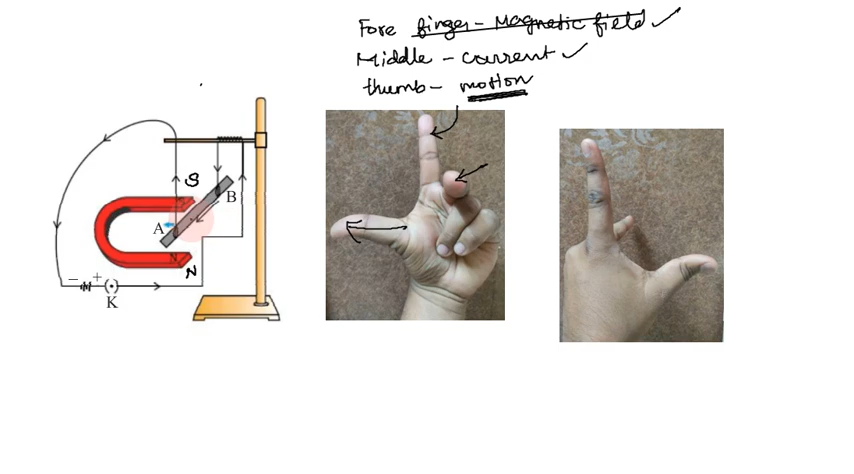 Fore finger - Magnetic field ✓
Middle - current ✓
thumb - motion
S
B
A
N
N
- +
K